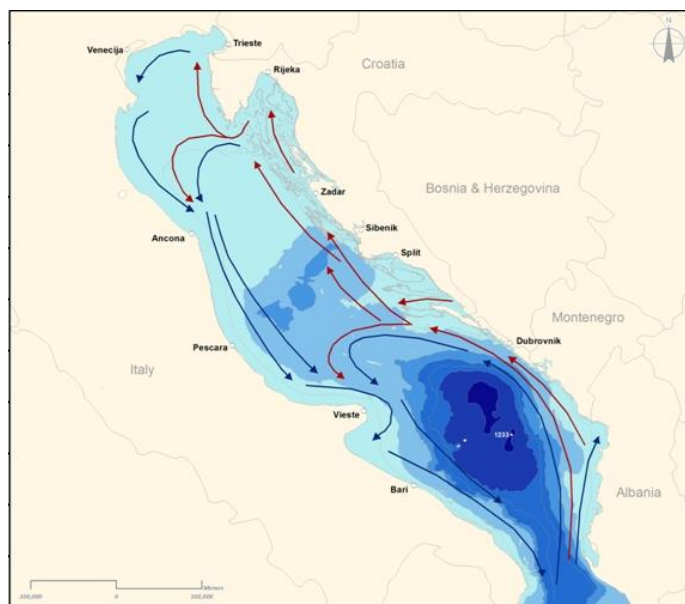 N
Venecija
Trieste
Rijeka
Croatia
Zadar
Bosnia & Herzegovina
Sibenik
Ancona
Split
Montenegro
Dubrovnik
Pescara
Italy
Vieste
1233
Bari
Albania
Meters
0